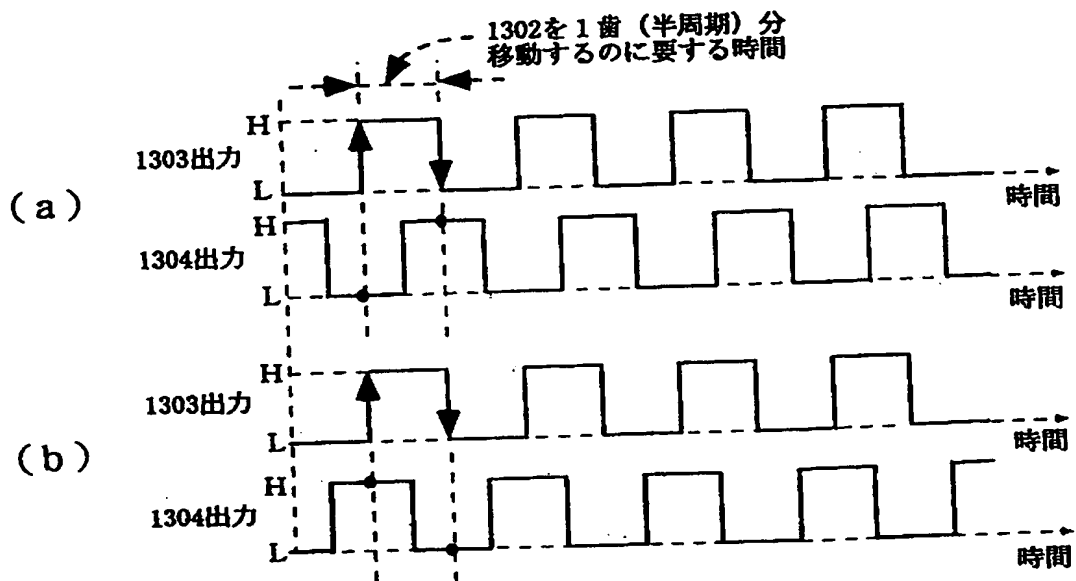 1302を1歯（半周期）分
移動するのに要する時間
H
1303出力
L
時間
(a)
H
1304出力
L
時間
H
1303出力
L
時間
(b)
H
1304出力
L
時間